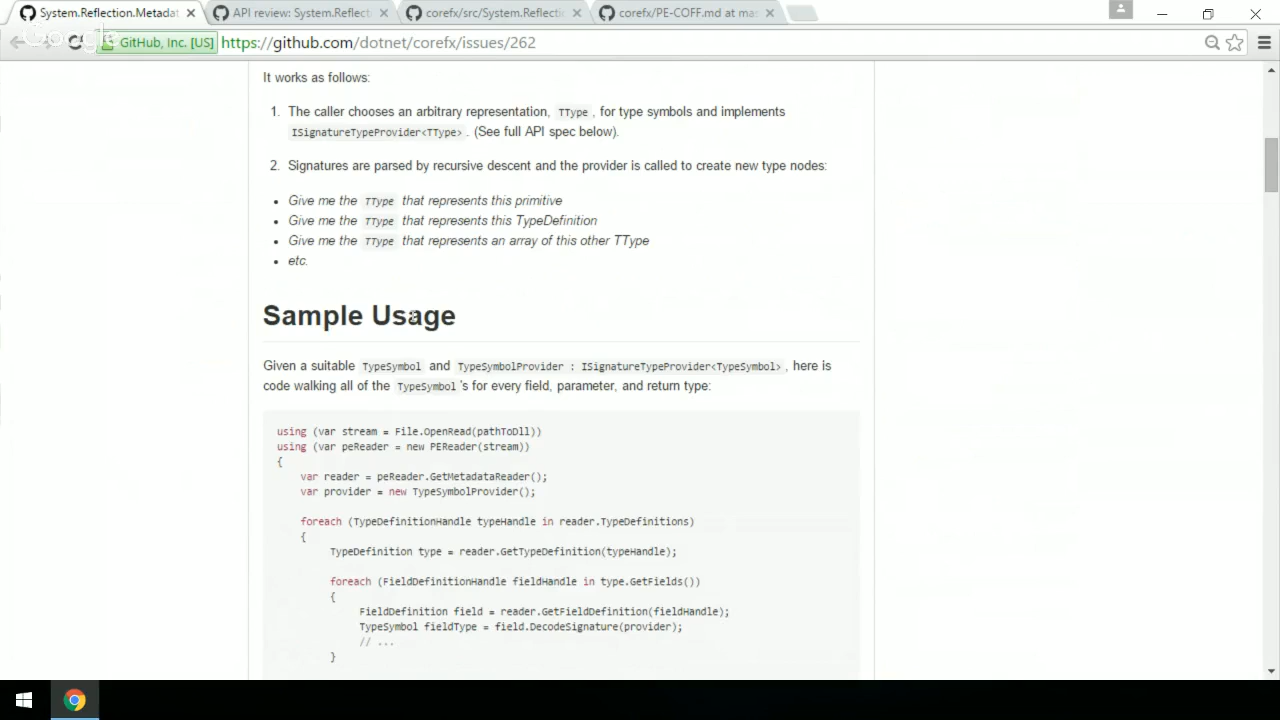 System.Reflection.Metadat
API review: System.Reflect
corefx/src/System.Reflectio
corefx/PE-COFF.md at mas
Google
GitHub, Inc. [US]
https://github.com/dotnet/corefx/issues/262
It works as follows:
1. The caller chooses an arbitrary representation, TType , for type symbols and implements
ISignatureTypeProvider<TType> . (See full API spec below).
2. Signatures are parsed by recursive descent and the provider is called to create new type nodes:
• Give me the TType that represents this primitive
• Give me the TType that represents this TypeDefinition
• Give me the TType that represents an array of this other TType
• etc.
Sample Usage
Given a suitable TypeSymbol and TypeSymbolProvider : ISignatureTypeProvider<TypeSymbol> , here is
code walking all of the TypeSymbol 's for every field, parameter, and return type:
using (var stream = File.OpenRead(pathToDll))
using (var peReader = new PEReader(stream))
{
var reader = peReader.GetMetadataReader();
var provider = new TypeSymbolProvider();
foreach (TypeDefinitionHandle typeHandle in reader.TypeDefinitions)
{
TypeDefinition type = reader.GetTypeDefinition(typeHandle);
foreach (FieldDefinitionHandle fieldHandle in type.GetFields())
{
FieldDefinition field = reader.GetFieldDefinition(fieldHandle);
TypeSymbol fieldType = field.DecodeSignature(provider);
// ...
}